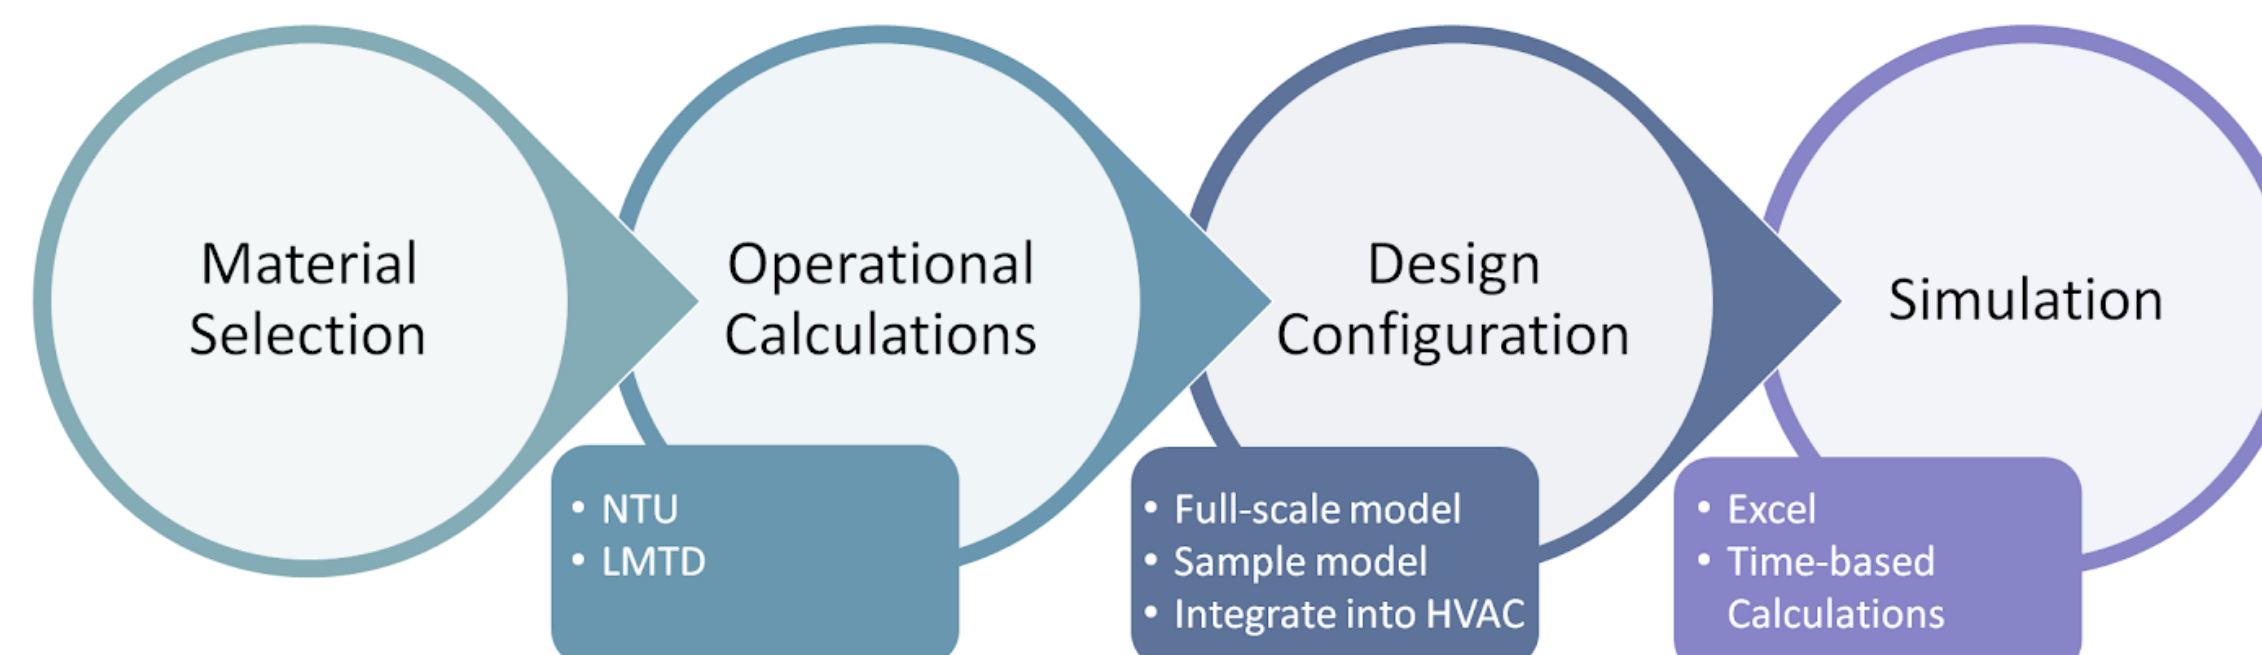 Material
Selection
Operational
Calculations
Design
Configuration
Simulation
• NTU
• LMTD
• Full-scale model
• Sample model
• Integrate into HVAC
• Excel
• Time-based
Calculations